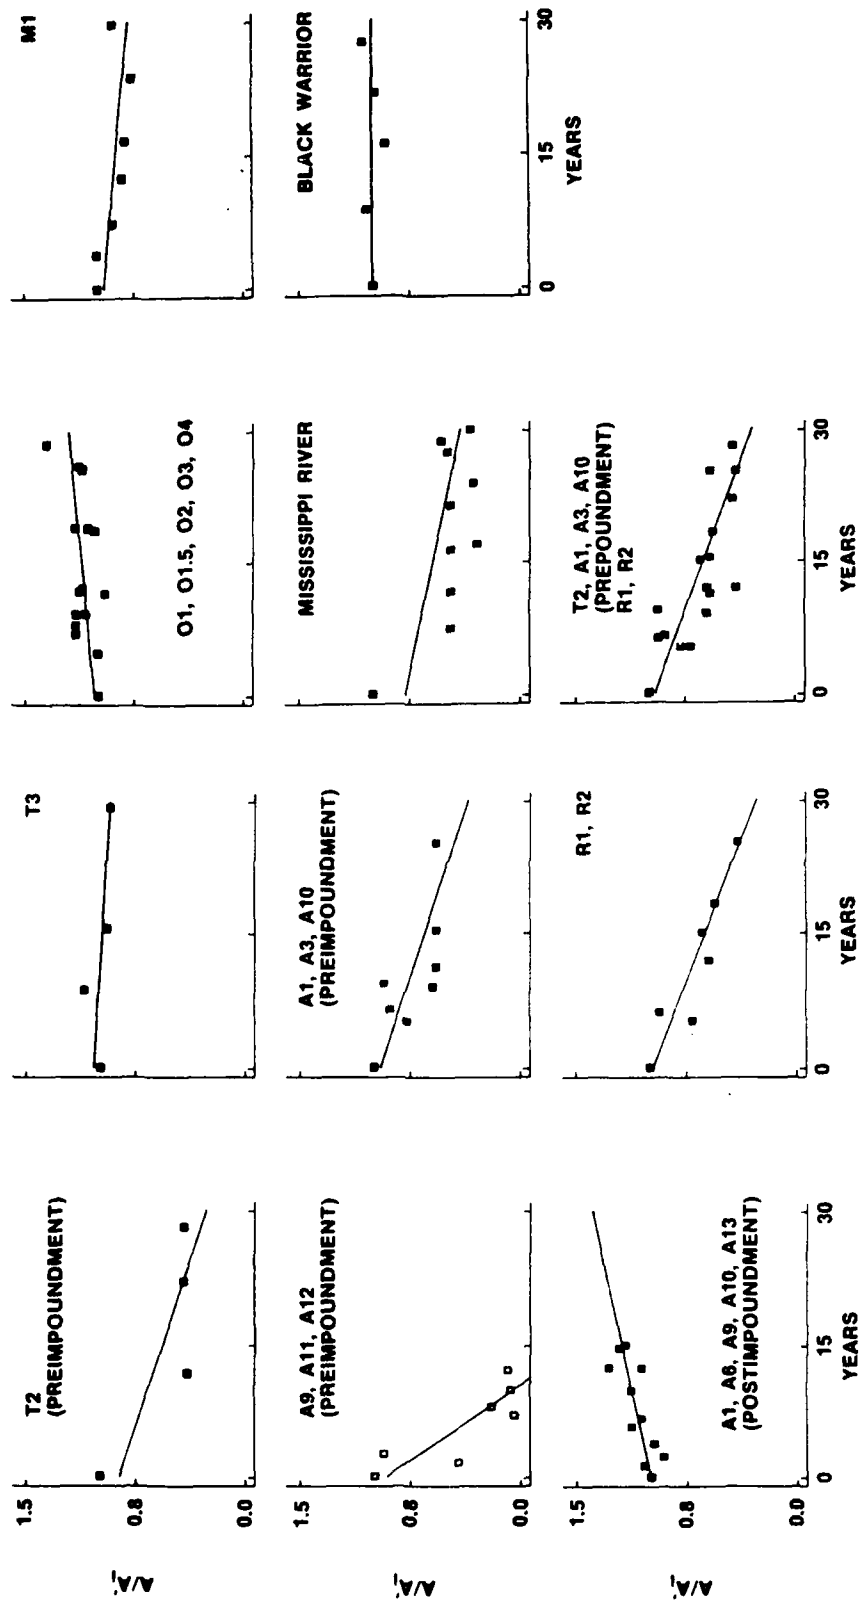 T2
(PREIMPOUNDMENT)
T3
O1, O1.5, O2, O3, O4
M1
1.5
0.8
0.0
A/A'i
A9, A11, A12
(PREIMPOUNDMENT)
A1, A3, A10
(PREIMPOUNDMENT)
MISSISSIPPI RIVER
BLACK WARRIOR
1.5
0.8
0.0
A/A'i
0
15
30
YEARS
A1, A6, A9, A10, A13
(POSTIMPOUNDMENT)
R1, R2
T2, A1, A3, A10
(PREPOUNDMENT)
R1, R2
1.5
0.8
0.0
A/A'i
0
15
30
YEARS
0
15
30
YEARS
0
15
30
YEARS